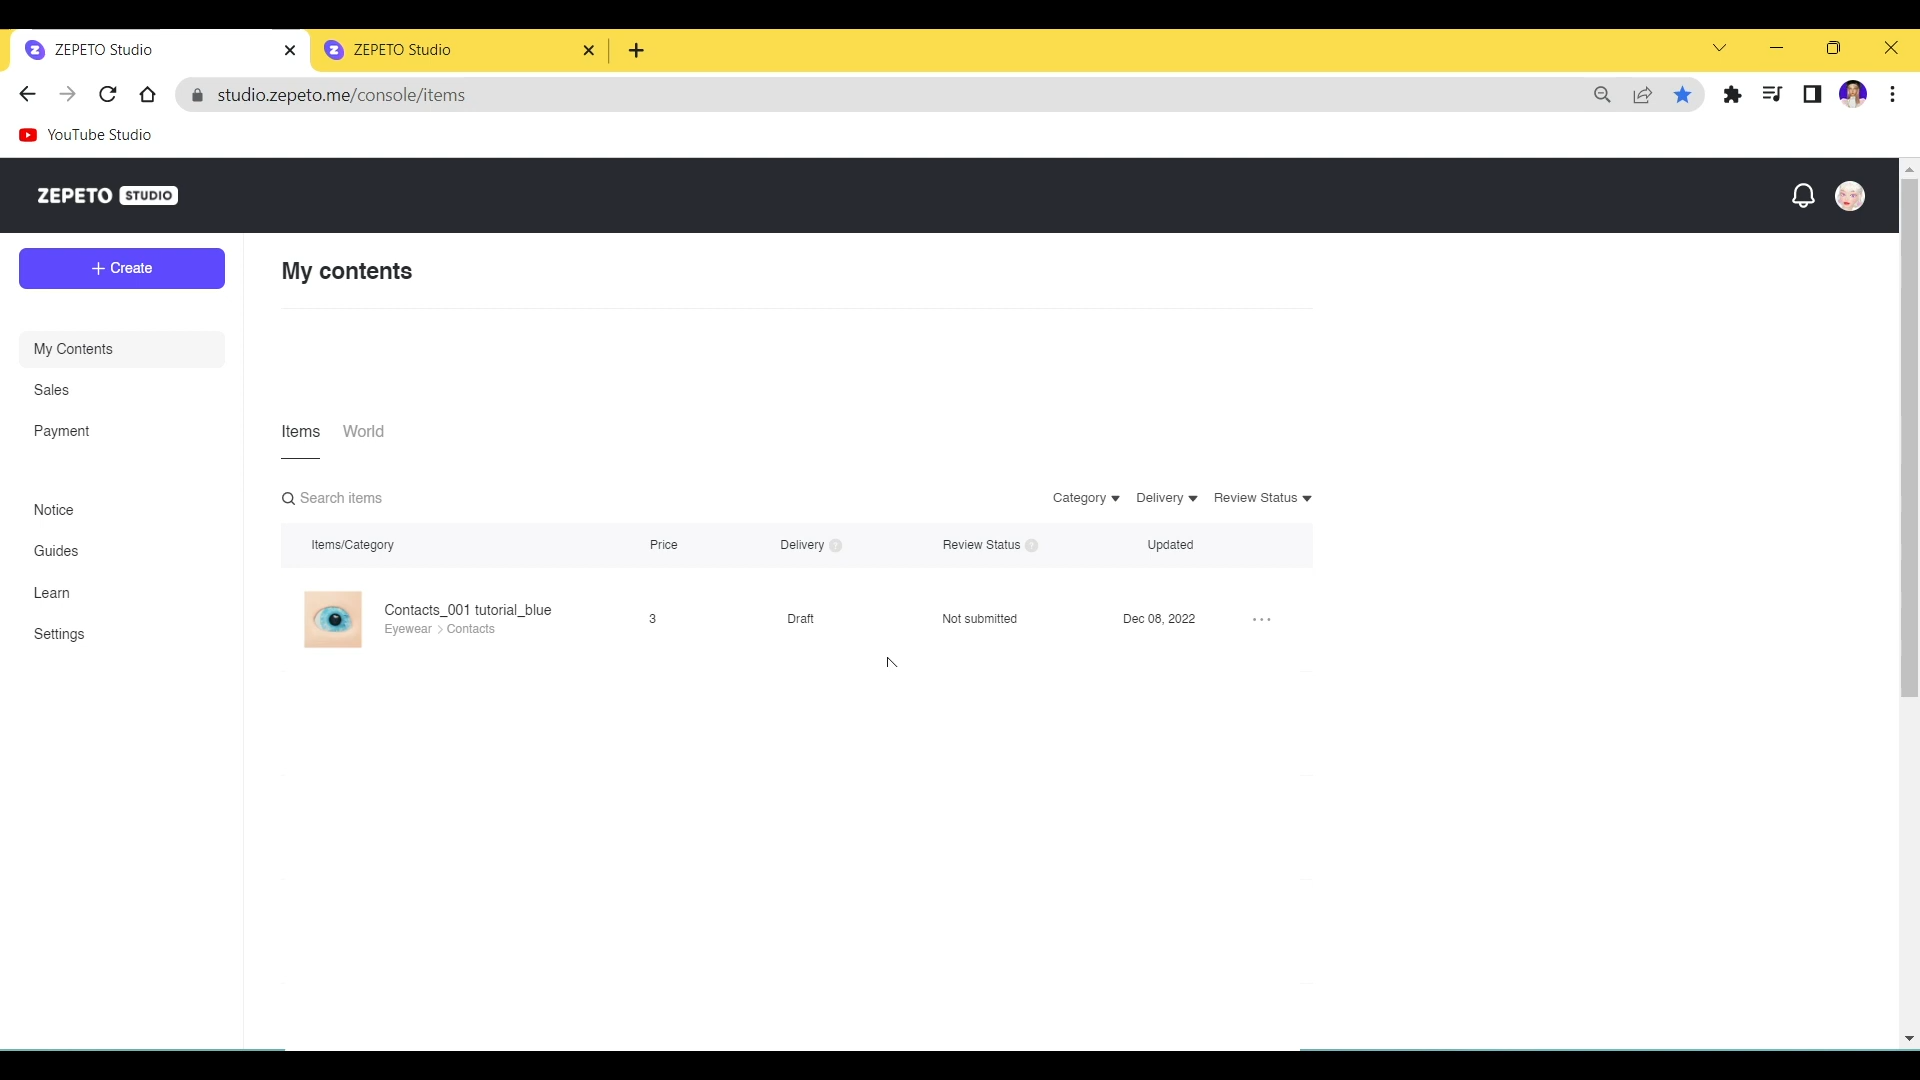 ZEPETO Studio
ZEPETO Studio
studio.zepeto.me/console/items
YouTube Studio
ZEPETO STUDIO
+ Create
My Contents
Sales
Payment
Notice
Guides
Learn
Settings
My contents
Items World
Search items
Category Delivery Review Status
Items/Category Price Delivery ? Review Status ? Updated
Contacts_001 tutorial_blue
Eyewear > Contacts
3 Draft Not submitted Dec 08, 2022 ...